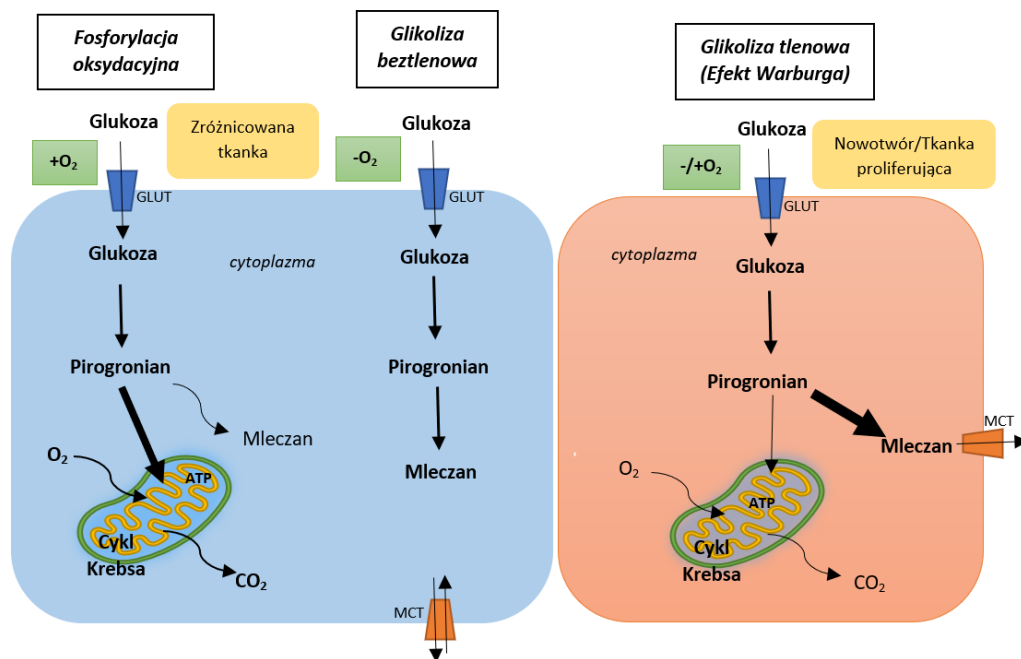 Fosforylacja
oksydacyjna
Glukoza
+O₂
Zróżnicowana
tkanka
GLUT
Glukoza
cytoplazma
Pirogronian
Mleczan
O₂
ATP
Cykl
Krebsa
CO₂
Glikoliza
beztlenowa
Glukoza
-O₂
GLUT
Glukoza
Pirogronian
Mleczan
MCT
Glikoliza tlenowa
(Efekt Warburga)
Glukoza
-/+O₂
Nowotwór/Tkanka
proliferująca
GLUT
cytoplazma
Glukoza
Pirogronian
MCT
Mleczan
O₂
ATP
Cykl
Krebsa
CO₂